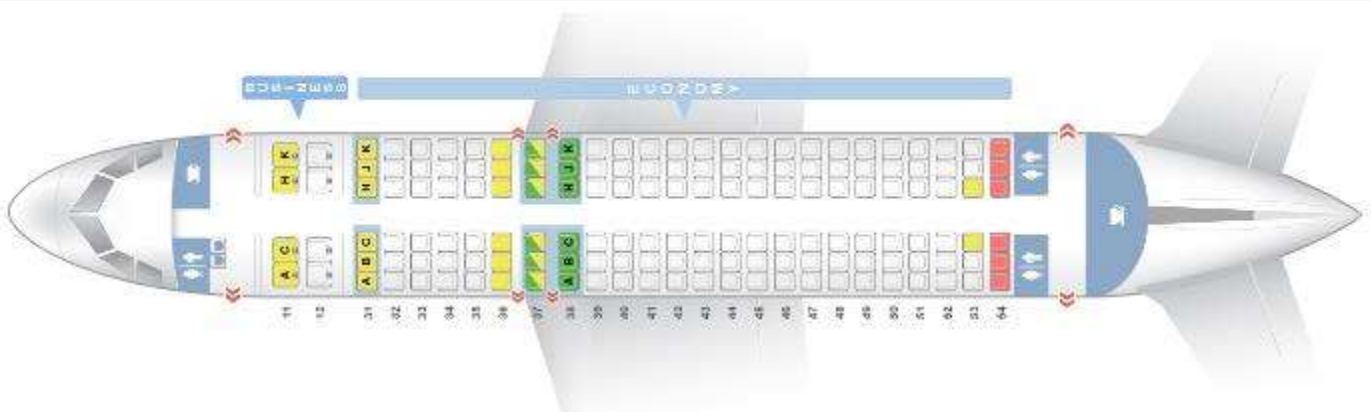 BUSINESS
ECONOMY
K K K
J J
H H H
C C C
B B
A A A
11 12 31 32 33 34 35 36 37 38 39 40 41 42 43 44 45 46 47 48 49 50 51 52 53 54